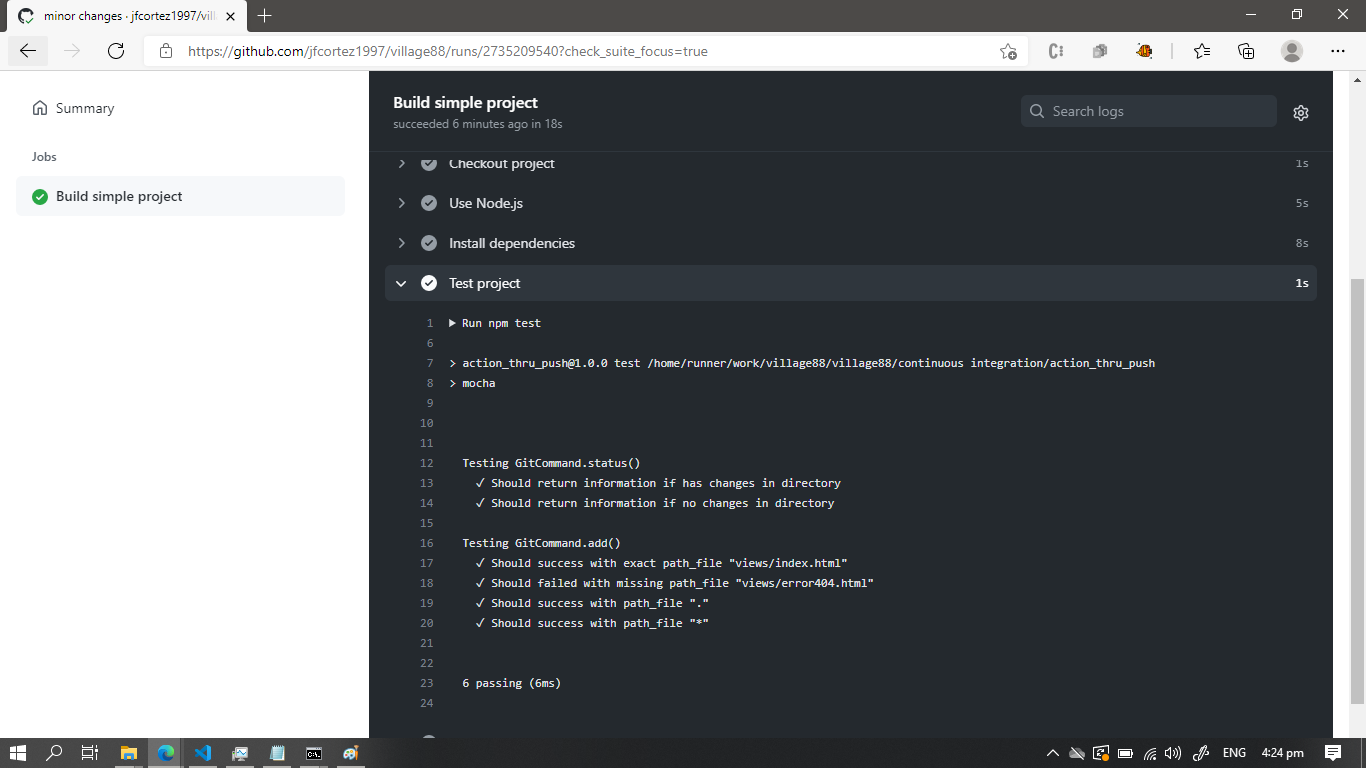 minor changes · jfcortez1997/vill
https://github.com/jfcortez1997/village88/runs/2735209540?check_suite_focus=true
Summary
Jobs
Build simple project
Build simple project
succeeded 6 minutes ago in 18s
Search logs
Checkout project 1s
Use Node.js 5s
Install dependencies 8s
Test project 1s
1 Run npm test
6
7 > action_thru_push@1.0.0 test /home/runner/work/village88/village88/continuous integration/action_thru_push
8 > mocha
9
10
11
12 Testing GitCommand.status()
13 ✓ Should return information if has changes in directory
14 ✓ Should return information if no changes in directory
15
16 Testing GitCommand.add()
17 ✓ Should success with exact path_file "views/index.html"
18 ✓ Should failed with missing path_file "views/error404.html"
19 ✓ Should success with path_file "."
20 ✓ Should success with path_file "*"
21
22
23 6 passing (6ms)
24
ENG 4:24 pm